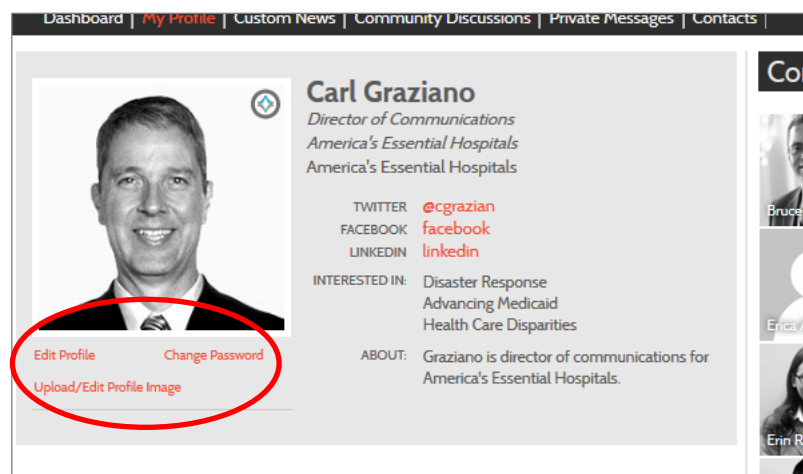 Dashboard | My Profile | Custom News | Community Discussions | Private Messages | Contacts |
Carl Graziano
Director of Communications
America's Essential Hospitals
America's Essential Hospitals
TWITTER @cgrazian
FACEBOOK facebook
LINKEDIN linkedin
INTERESTED IN: Disaster Response
Advancing Medicaid
Health Care Disparities
ABOUT: Graziano is director of communications for
America's Essential Hospitals.
Edit Profile Change Password
Upload/Edit Profile Image
Bruce
Erica
Erin